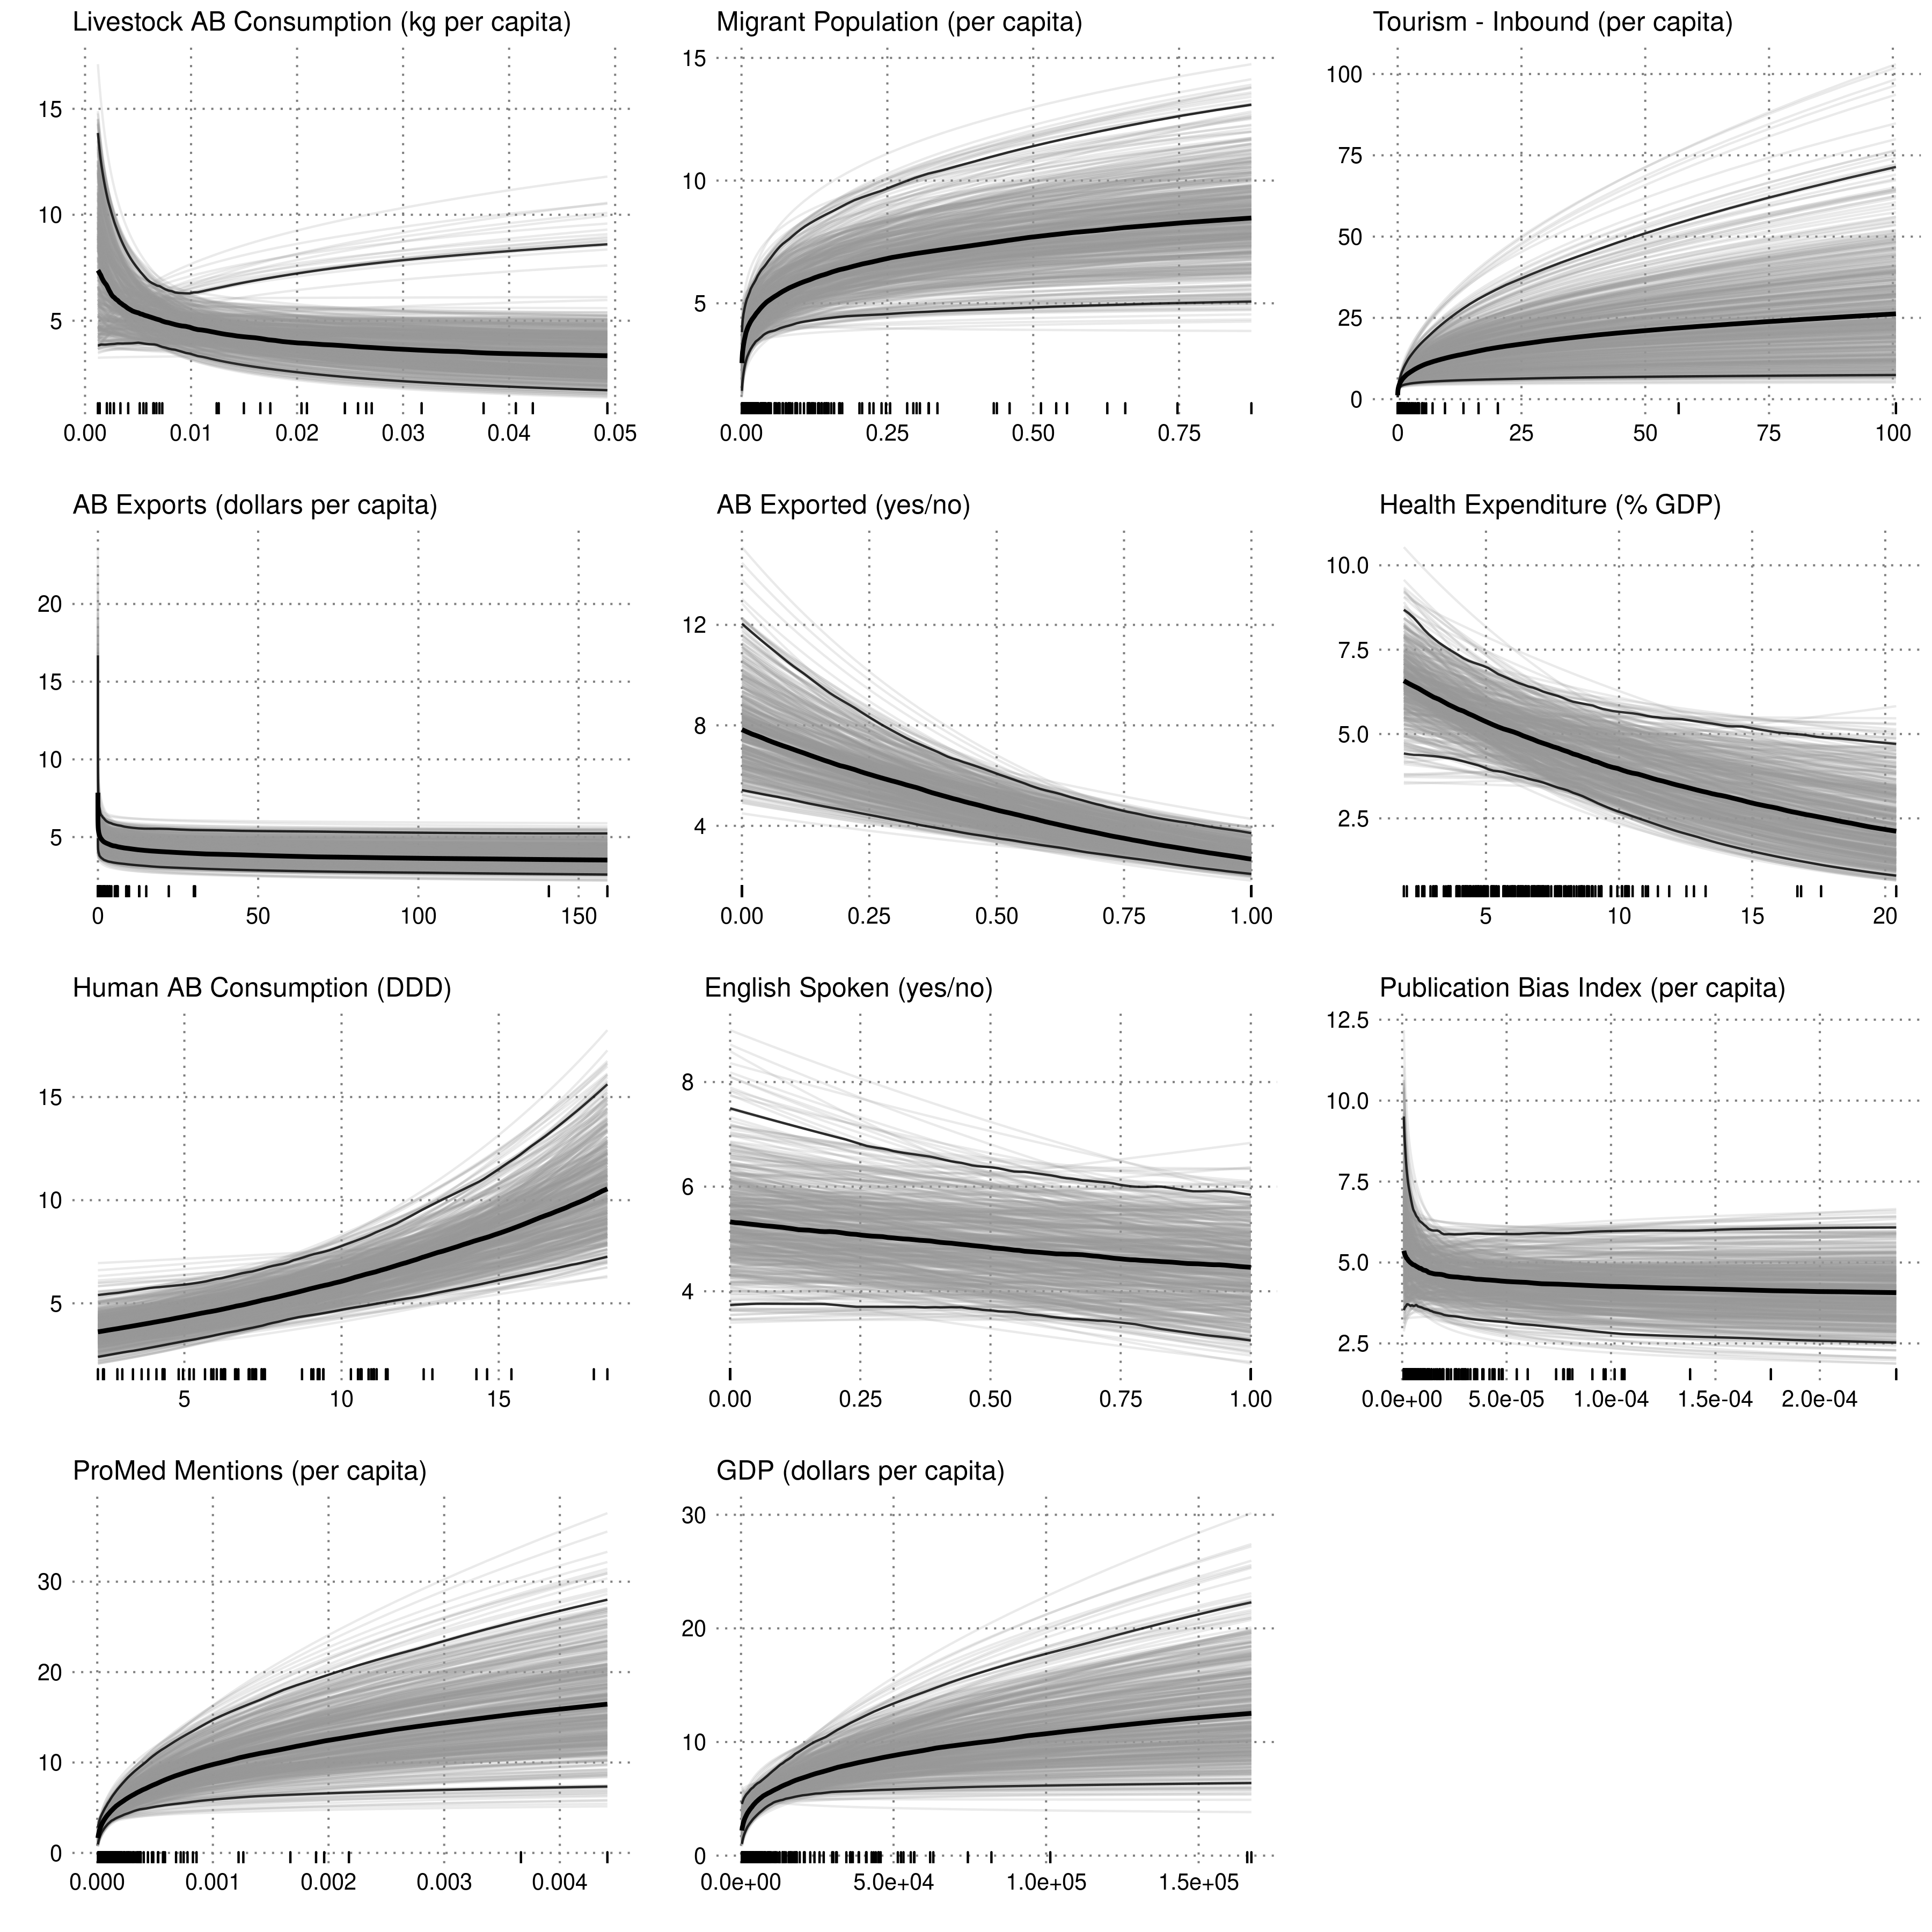 Livestock AB Consumption (kg per capita)
15
10
5
0.00 0.01 0.02 0.03 0.04 0.05
Migrant Population (per capita)
15
10
5
0.00 0.25 0.50 0.75
Tourism - Inbound (per capita)
100
75
50
25
0
0 25 50 75 100
AB Exports (dollars per capita)
20
15
10
5
0 50 100 150
AB Exported (yes/no)
12
8
4
0.00 0.25 0.50 0.75 1.00
Health Expenditure (% GDP)
10.0
7.5
5.0
2.5
5 10 15 20
Human AB Consumption (DDD)
15
10
5
5 10 15
English Spoken (yes/no)
8
6
4
0.00 0.25 0.50 0.75 1.00
Publication Bias Index (per capita)
12.5
10.0
7.5
5.0
2.5
0.0e+00 5.0e-05 1.0e-04 1.5e-04 2.0e-04
ProMed Mentions (per capita)
30
20
10
0
0.000 0.001 0.002 0.003 0.004
GDP (dollars per capita)
30
20
10
0
0.0e+00 5.0e+04 1.0e+05 1.5e+05